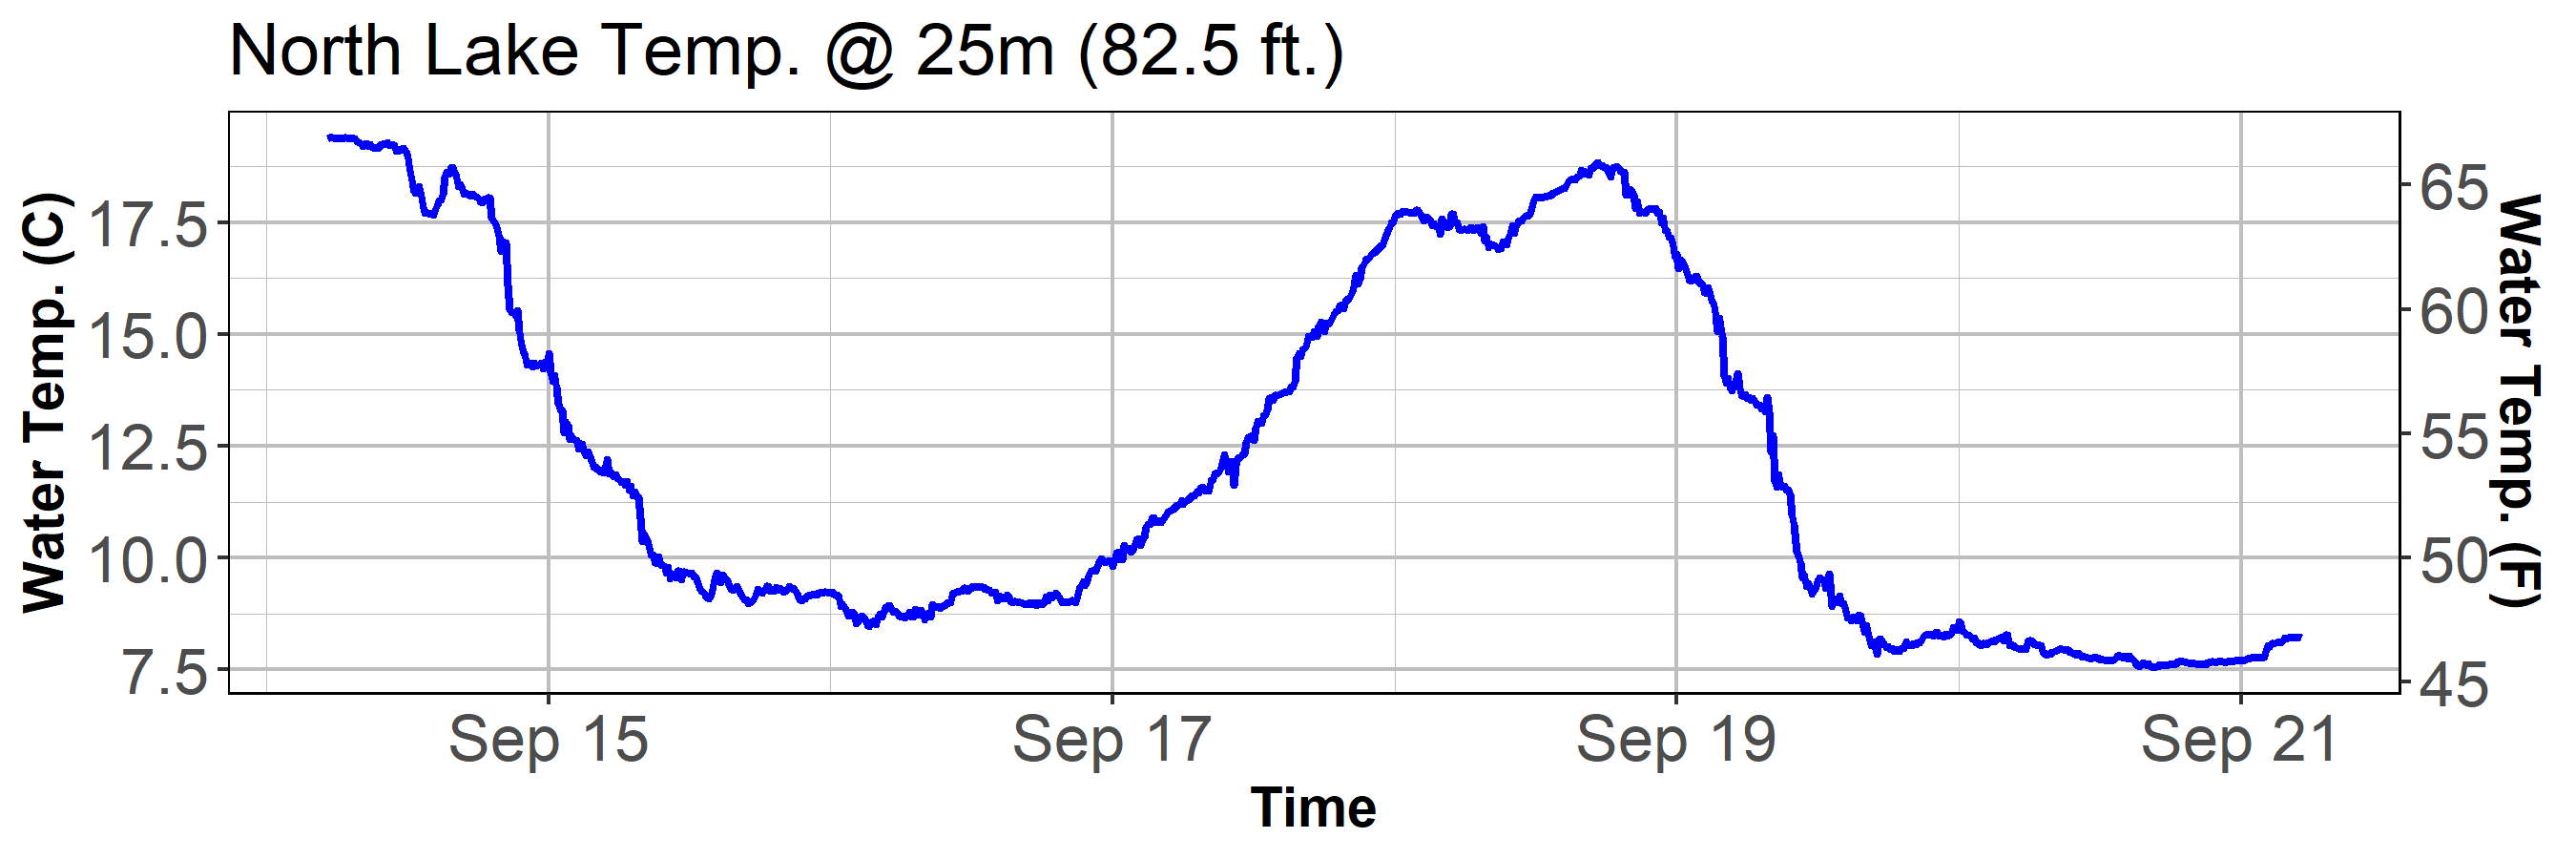 North Lake Temp. @ 25m (82.5 ft.)
Water Temp. (C)
17.5
15.0
12.5
10.0
7.5
65
60
55
50
45
Water Temp. (F)
Sep 15
Sep 17
Sep 19
Sep 21
Time